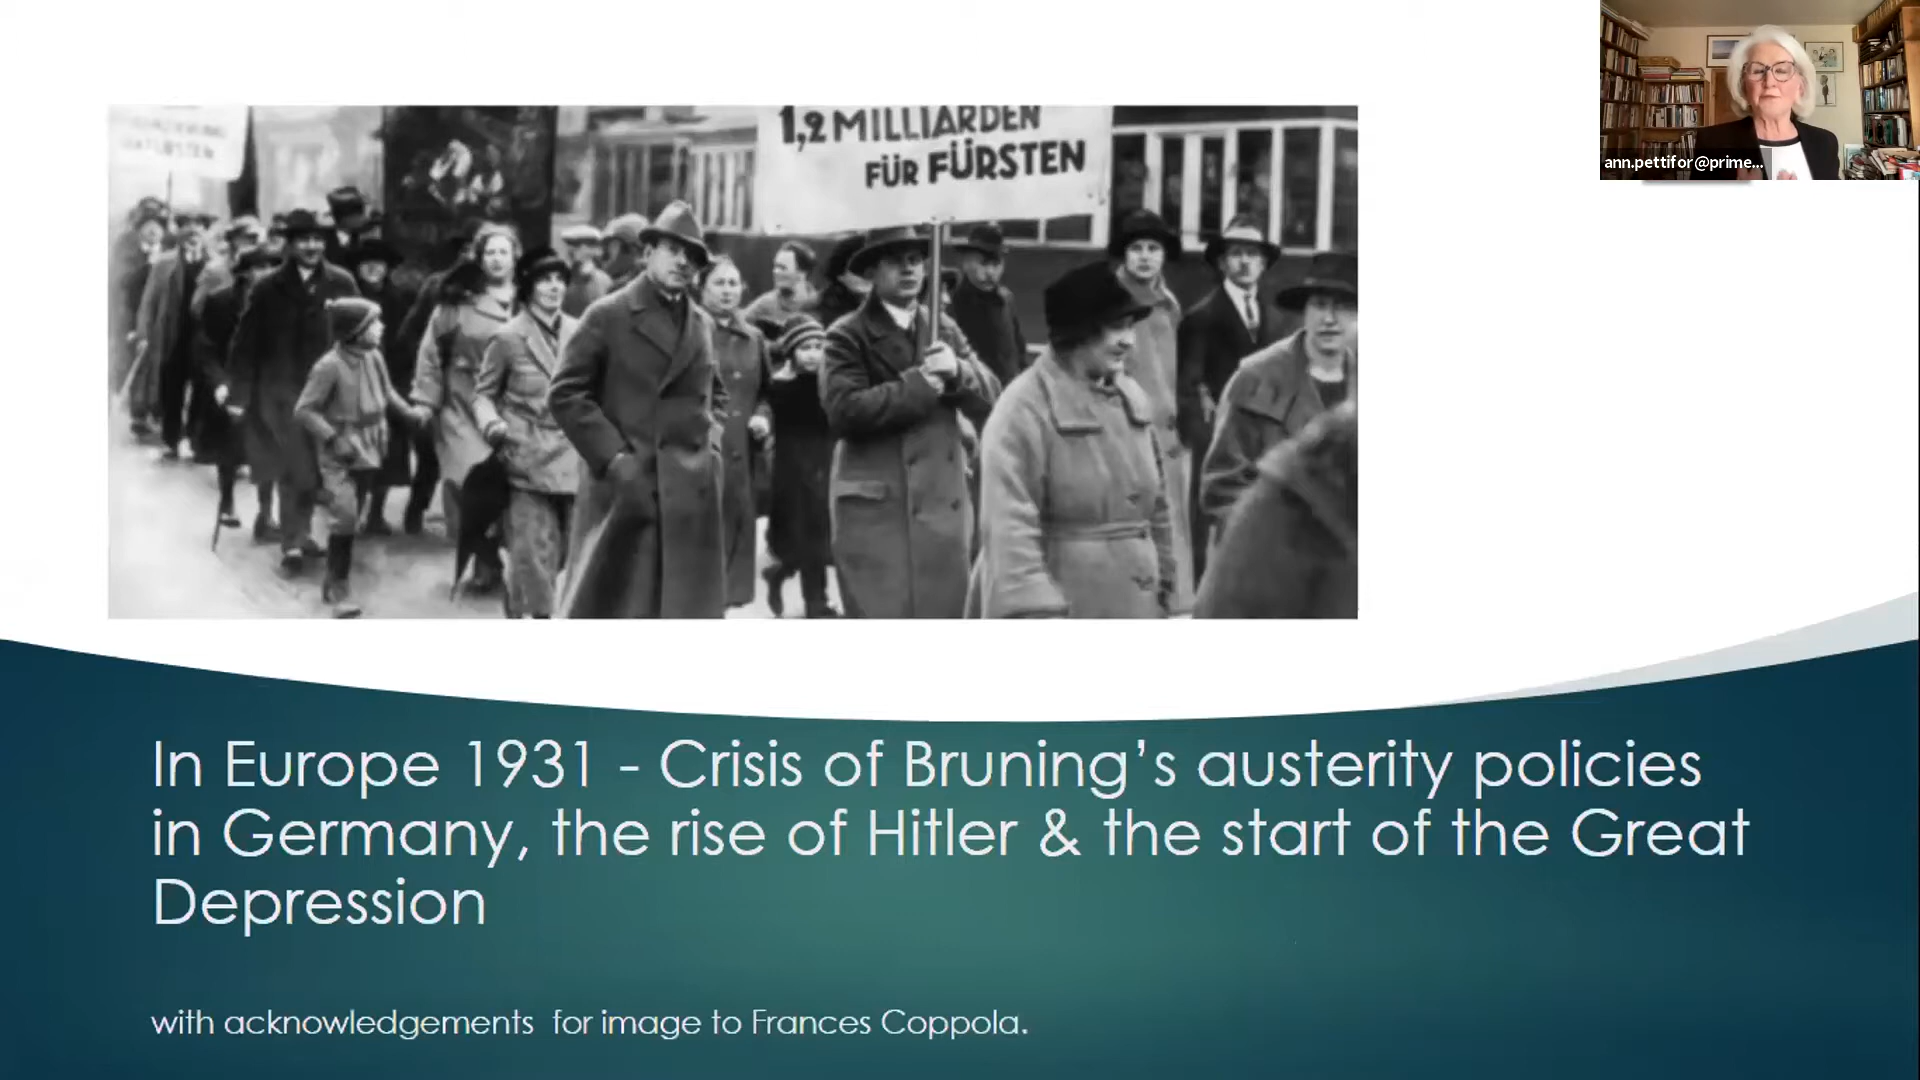 1,2 MILLIARDEN
FÜR FÜRSTEN
ann.pettifor@prime...
In Europe 1931 - Crisis of Bruning’s austerity policies
in Germany, the rise of Hitler & the start of the Great
Depression
with acknowledgements for image to Frances Coppola.